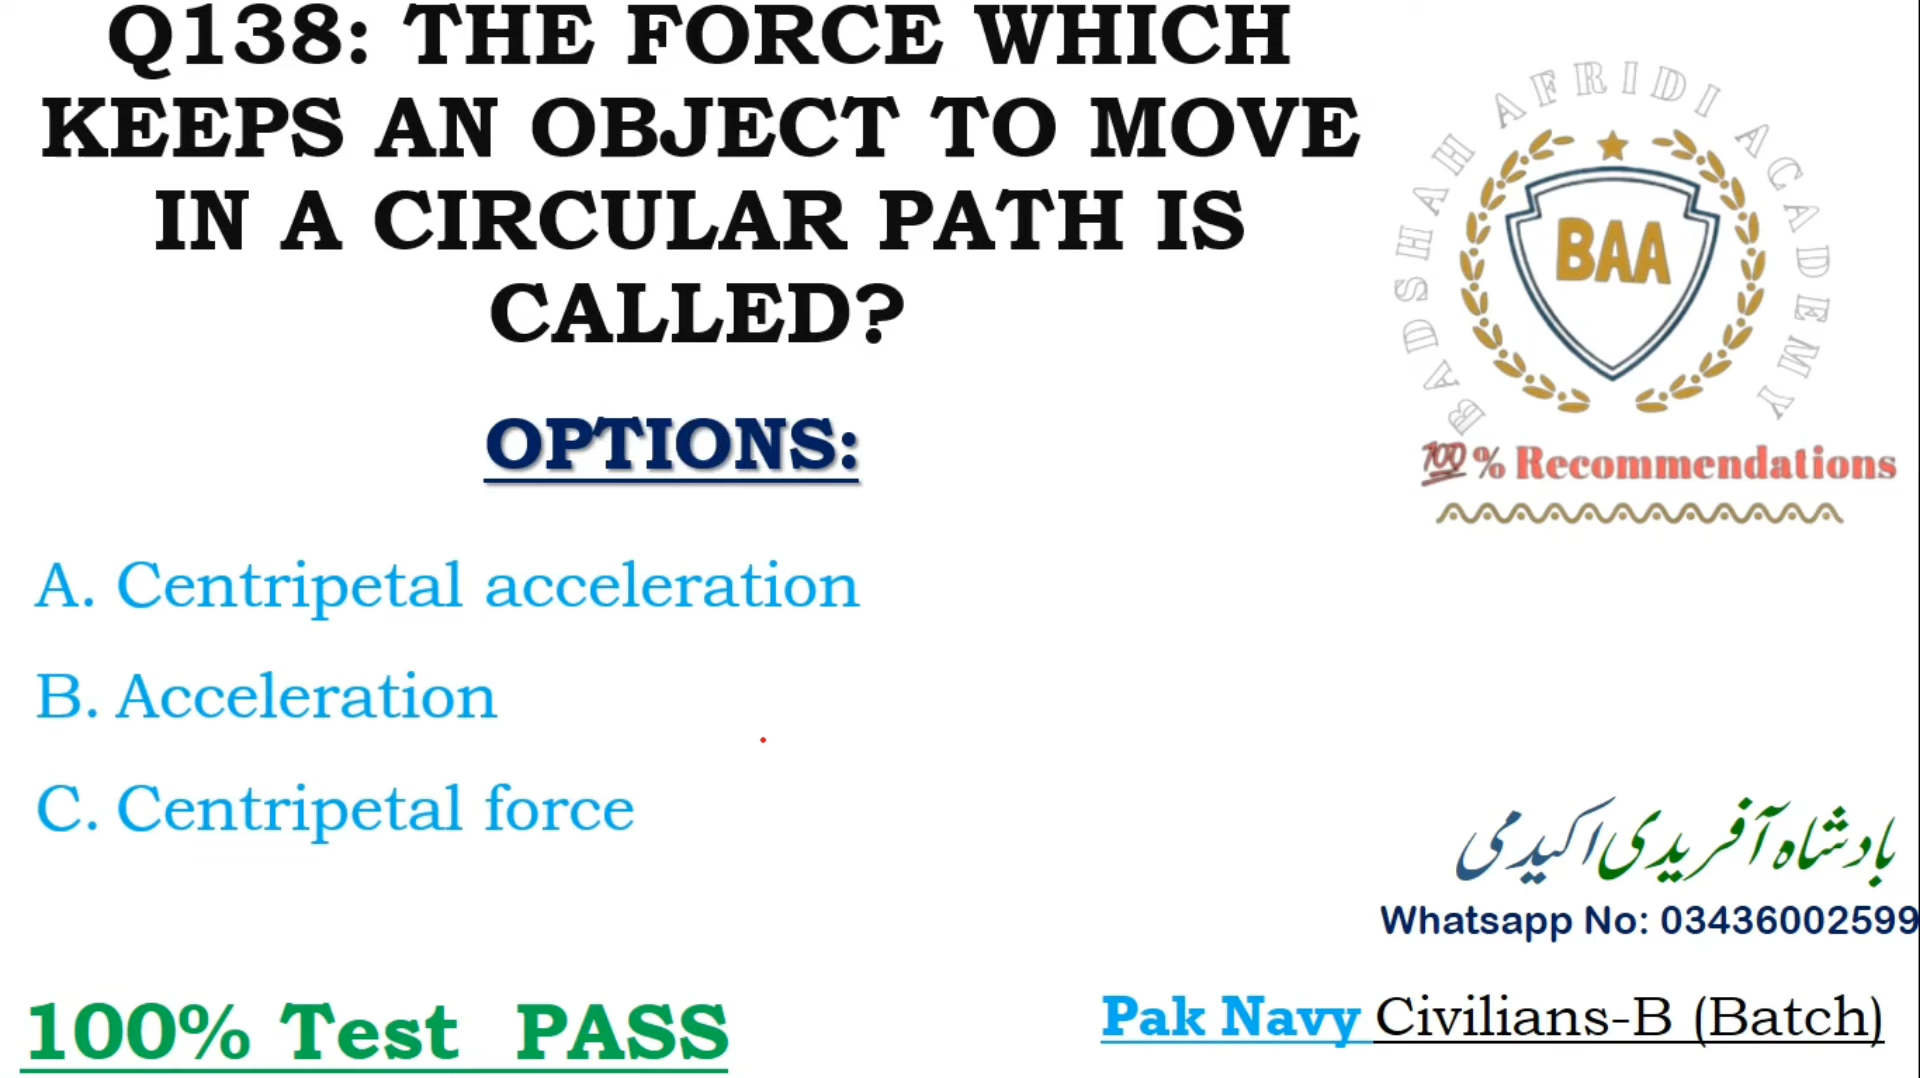 Q138: THE FORCE WHICH
KEEPS AN OBJECT TO MOVE
IN A CIRCULAR PATH IS
CALLED?
BADSHAH AFRIDI ACADEMY
BAA
💯% Recommendations
OPTIONS:
A. Centripetal acceleration
B. Acceleration
C. Centripetal force
بادشاہ آفریدی اکیڈمی
Whatsapp No: 03436002599
100% Test PASS
Pak Navy Civilians-B (Batch)